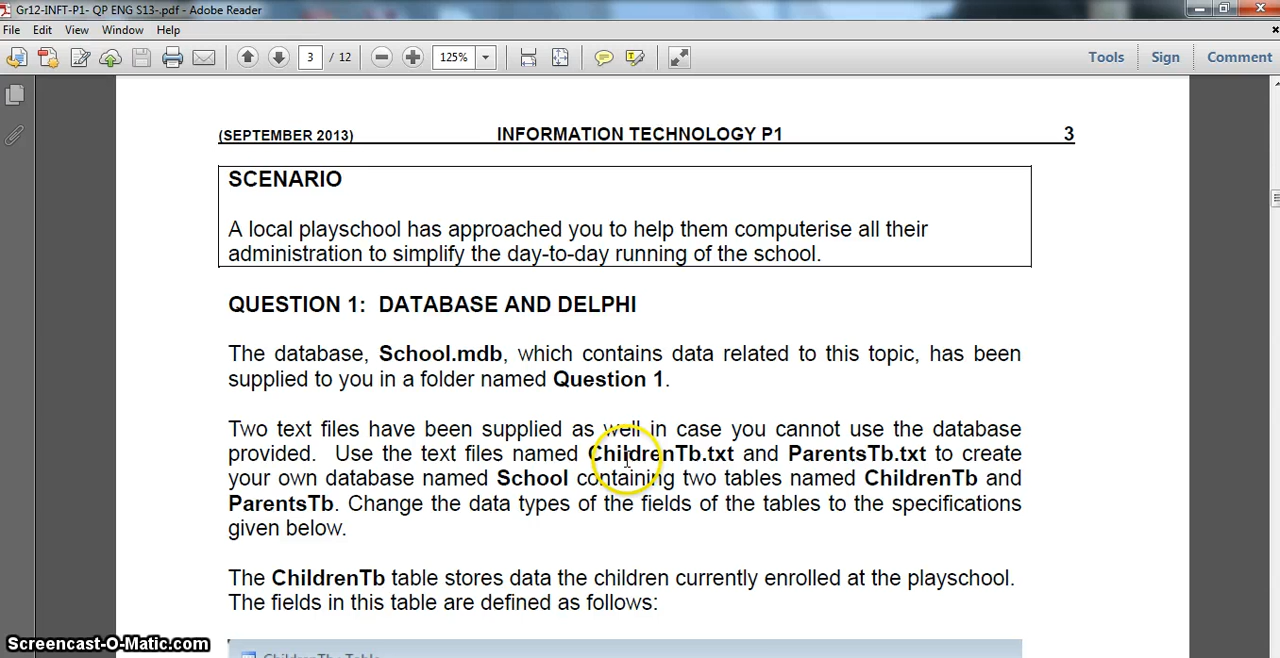 Gr12-INFT-P1- QP ENG S13-.pdf - Adobe Reader
File Edit View Window Help
3 / 12 125% Tools Sign Comment
(SEPTEMBER 2013) INFORMATION TECHNOLOGY P1 3
SCENARIO
A local playschool has approached you to help them computerise all their
administration to simplify the day-to-day running of the school.
QUESTION 1: DATABASE AND DELPHI
The database, School.mdb, which contains data related to this topic, has been
supplied to you in a folder named Question 1.
Two text files have been supplied as well in case you cannot use the database
provided. Use the text files named ChildrenTb.txt and ParentsTb.txt to create
your own database named School containing two tables named ChildrenTb and
ParentsTb. Change the data types of the fields of the tables to the specifications
given below.
The ChildrenTb table stores data the children currently enrolled at the playschool.
The fields in this table are defined as follows:
Screencast-O-Matic.com